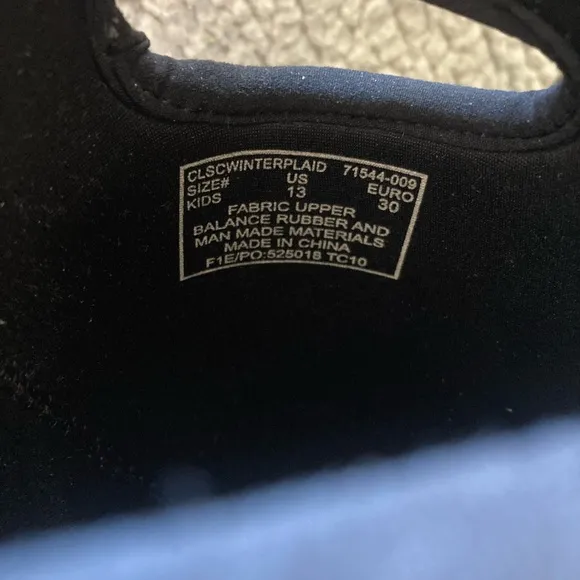 CLSCWINTERPLAID 71544-009
SIZE# US EURO
KIDS 13 30
FABRIC UPPER
BALANCE RUBBER AND
MAN MADE MATERIALS
MADE IN CHINA
F1E/PO:525018 TC10